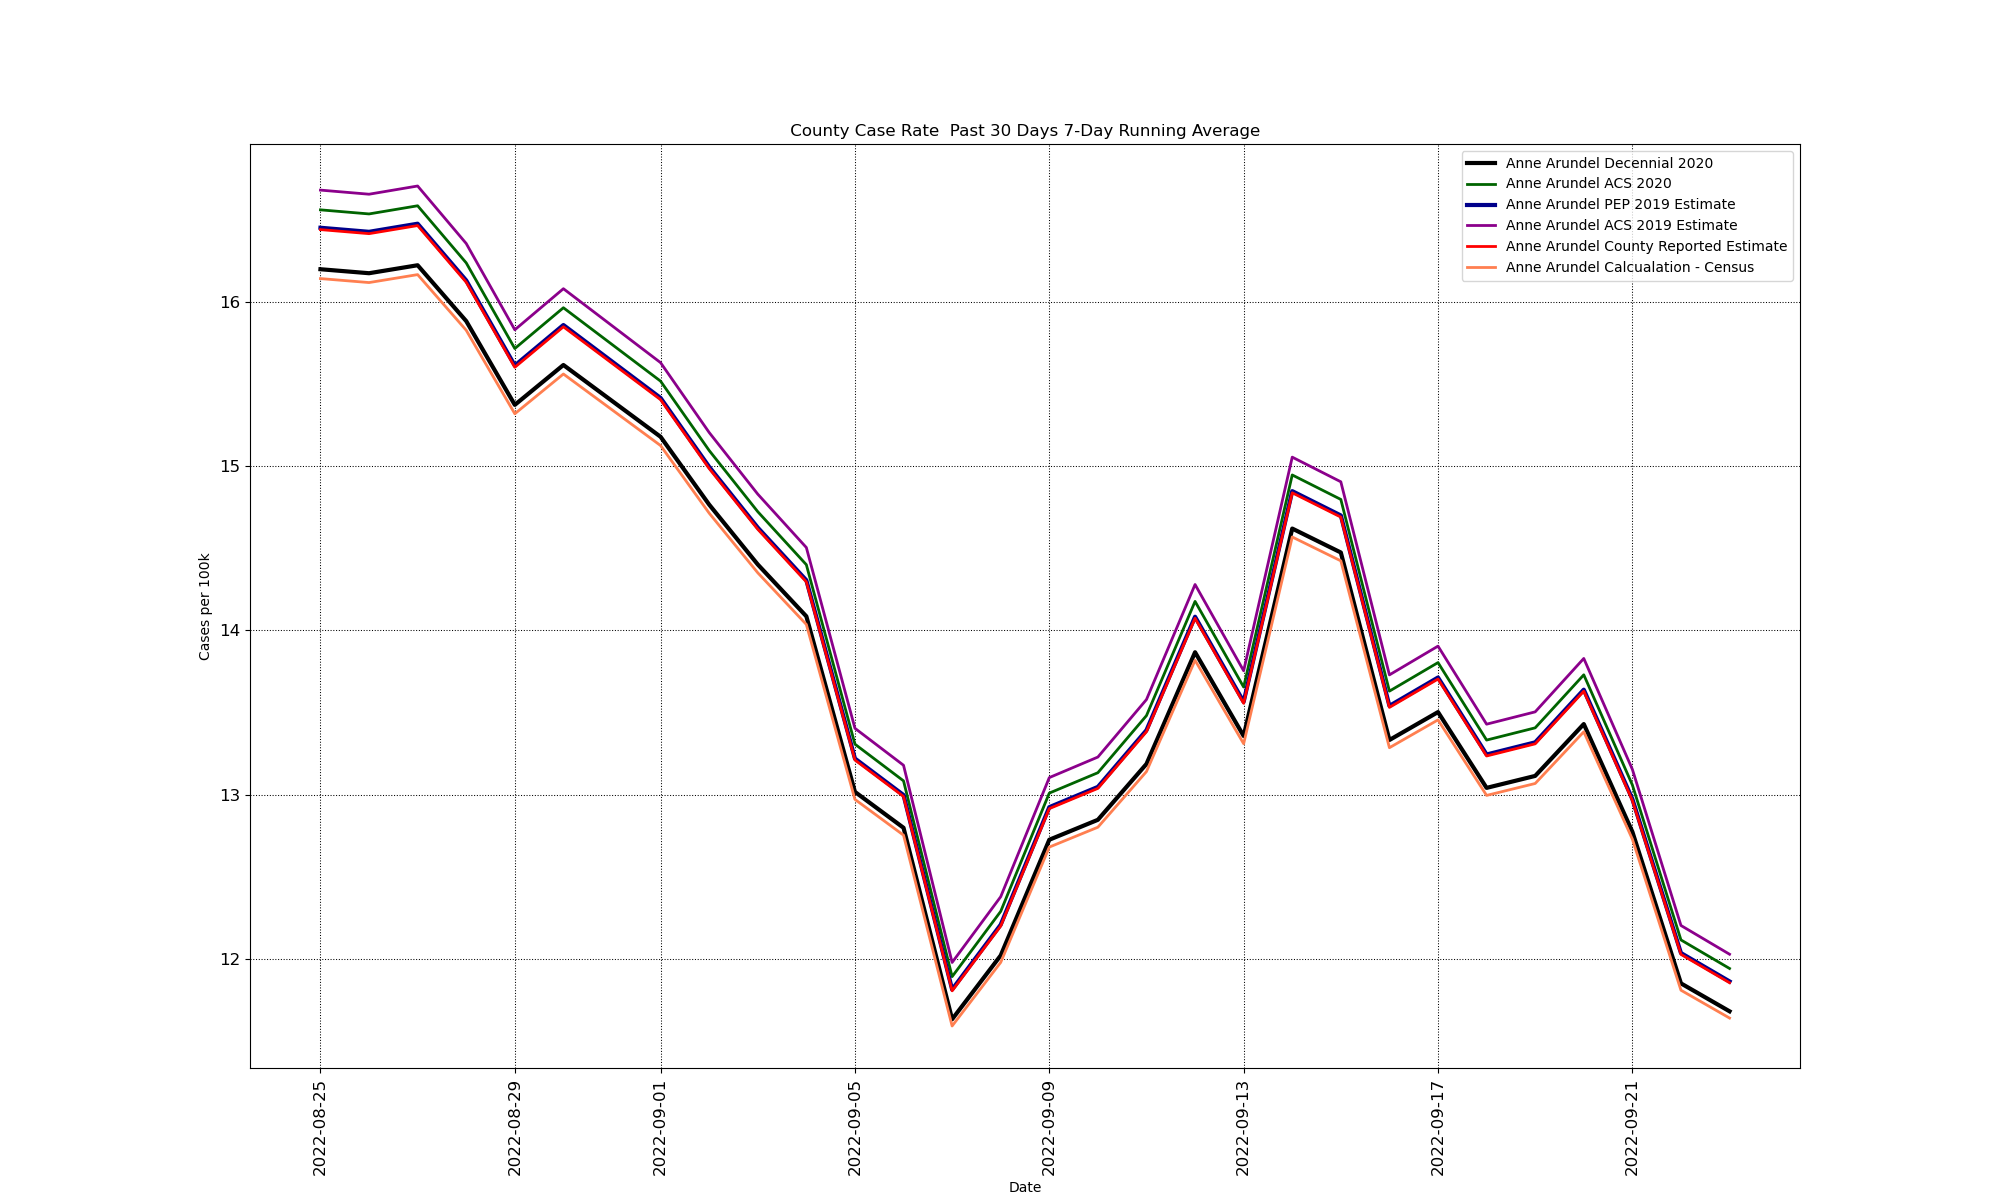 County Case Rate  Past 30 Days 7-Day Running Average
Anne Arundel Decennial 2020
Anne Arundel ACS 2020
Anne Arundel PEP 2019 Estimate
Anne Arundel ACS 2019 Estimate
Anne Arundel County Reported Estimate
Anne Arundel Calcualation - Census
16
15
14
13
12
Cases per 100k
2022-08-25
2022-08-29
2022-09-01
2022-09-05
2022-09-09
2022-09-13
2022-09-17
2022-09-21
Date